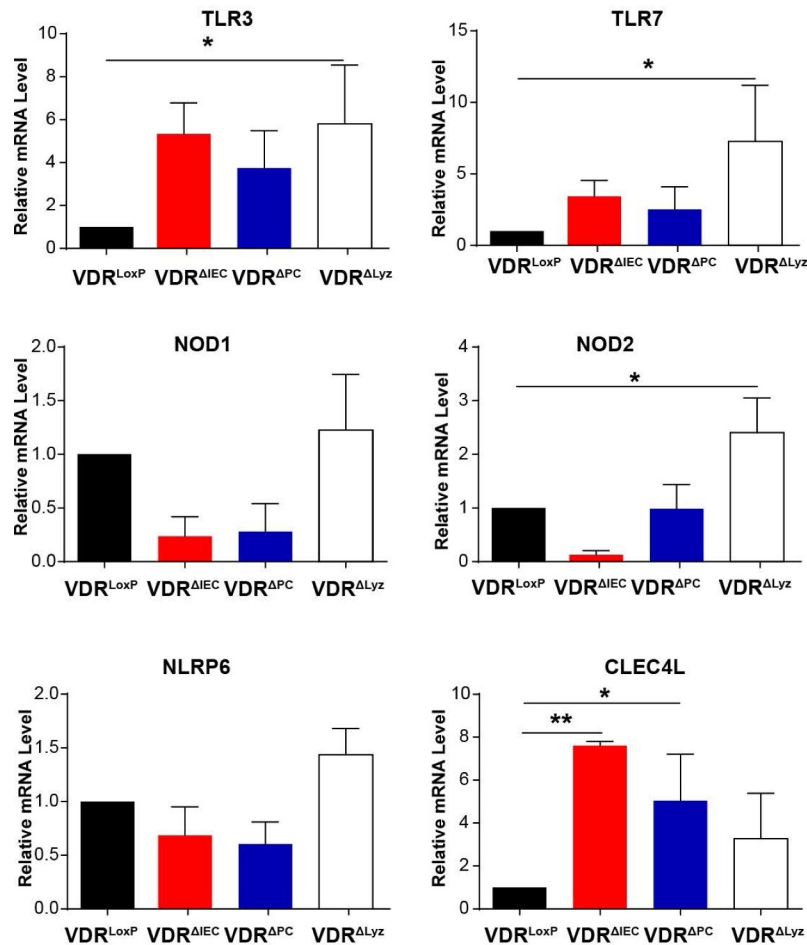 TLR3
Relative mRNA Level
10
8
6
4
2
0
*
VDR^LoxP VDR^ΔIEC VDR^ΔPC VDR^ΔLyz
TLR7
Relative mRNA Level
15
10
5
0
*
VDR^LoxP VDR^ΔIEC VDR^ΔPC VDR^ΔLyz
NOD1
Relative mRNA Level
2.0
1.5
1.0
0.5
0.0
VDR^LoxP VDR^ΔIEC VDR^ΔPC VDR^ΔLyz
NOD2
Relative mRNA Level
4
3
2
1
0
*
VDR^LoxP VDR^ΔIEC VDR^ΔPC VDR^ΔLyz
NLRP6
Relative mRNA Level
2.0
1.5
1.0
0.5
0.0
VDR^LoxP VDR^ΔIEC VDR^ΔPC VDR^ΔLyz
CLEC4L
Relative mRNA Level
10
8
6
4
2
0
*
**
VDR^LoxP VDR^ΔIEC VDR^ΔPC VDR^ΔLyz